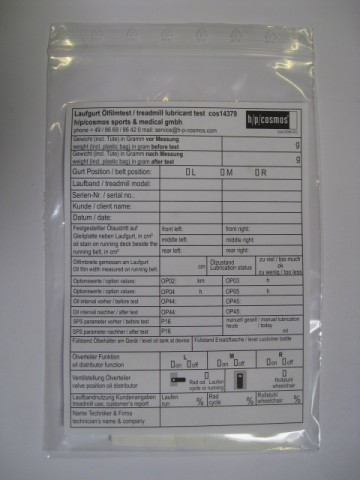 Laufgurt Ölfilmtest / treadmill lubricant test cos14379
h/p/cosmos sports & medical gmbh
phone +49 / 86 69 / 86 42 0 mail: service@h-p-cosmos.com
h/p/cosmos
Gewicht (incl. Tüte) in Gramm vor Messung
weight (incl. plastic bag) in gram before test
g
Gewicht (incl. Tüte) in Gramm nach Messung
weight (incl. plastic bag) in gram after test
g
Gurt Position / belt position: L M R
Laufband / treadmill model:
Serien-Nr. / serial no.:
Kunde / client name:
Datum / date:
Festgestellter Ölaustritt auf
Gleitplatte neben Laufgurt, in cm²
oil stain on running deck beside the
running belt, in cm²
front left: front right:
middle left: middle right:
rear left: rear right:
Ölfilmbreite gemessen am Laufgurt
Oil film width measured on running belt.
cm
Ölzustand
Lubrication status
zu viel / too much
ok
zu wenig / too less
Optionswerte / option values: OP02: km OP03: h
Optionswerte / option values: OP04 h OP05 h
Öl interval vorher / before test OP44: OP45:
Öl interval nachher / after test OP44: OP45:
SPS parameter vorher / before test P16
SPS parameter nachher / after test P16
manuell geölt
heute
manual lubrication
today
ml
Füllstand Ölbehälter am Gerät / level oil tank at device
Füllstand Ersatzflasche / level customer bottle
Ölverteiler Funktion
oil distributor function
L M R
on off on off on off
Ventilstellung Ölverteiler
valve position oil distributor
Rad oil
cycle
Laufen
running
Rollstuhl
wheelchair
Laufbandnutzung Kundenangaben
treadmill use, customer's report
Laufen
run %
Rad
cycle %
Rollstuhl
wheelchair %
Name Techniker & Firma
technician's name & company